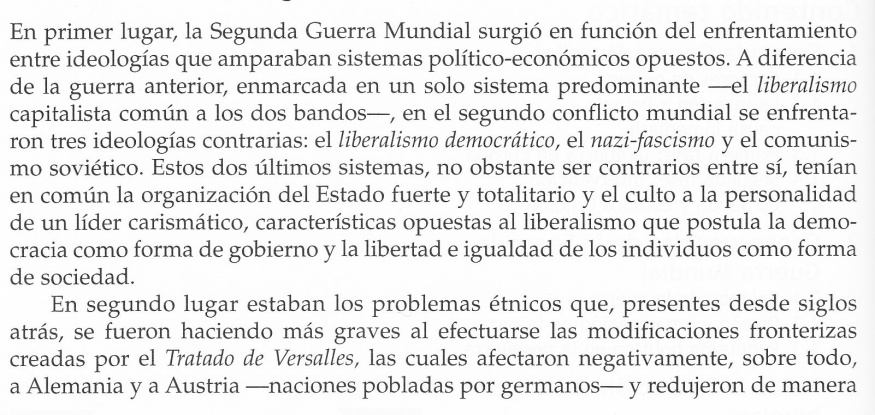 En primer lugar, la Segunda Guerra Mundial surgió en función del enfrentamiento
entre ideologías que amparaban sistemas político-económicos opuestos. A diferencia
de la guerra anterior, enmarcada en un solo sistema predominante —el liberalismo
capitalista común a los dos bandos—, en el segundo conflicto mundial se enfrenta-
ron tres ideologías contrarias: el liberalismo democrático, el nazi-fascismo y el comunis-
mo soviético. Estos dos últimos sistemas, no obstante ser contrarios entre sí, tenían
en común la organización del Estado fuerte y totalitario y el culto a la personalidad
de un líder carismático, características opuestas al liberalismo que postula la demo-
cracia como forma de gobierno y la libertad e igualdad de los individuos como forma
de sociedad.
En segundo lugar estaban los problemas étnicos que, presentes desde siglos
atrás, se fueron haciendo más graves al efectuarse las modificaciones fronterizas
creadas por el Tratado de Versalles, las cuales afectaron negativamente, sobre todo,
a Alemania y a Austria —naciones pobladas por germanos— y redujeron de manera